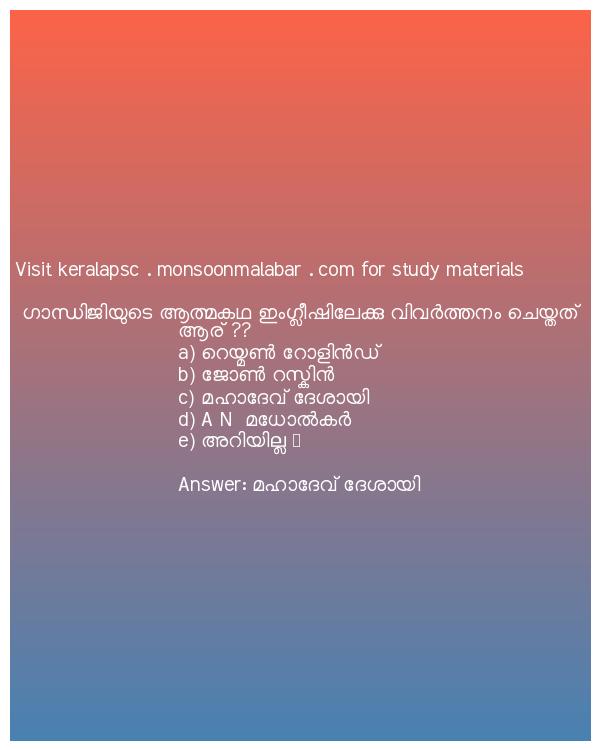 Visit keralapsc . monsoonmalabar . com for study materials
ഗാന്ധിജിയുടെ ആത്മകഥ ഇംഗ്ലീഷിലേക്കു വിവർത്തനം ചെയ്തത്
ആര് ??
a) റെയ്മൺ റോളിൻഡ്
b) ജോൺ റസ്കിൻ
c) മഹാദേവ് ദേശായി
d) A N മധോൽകർ
e) അറിയില്ല
Answer: മഹാദേവ് ദേശായി